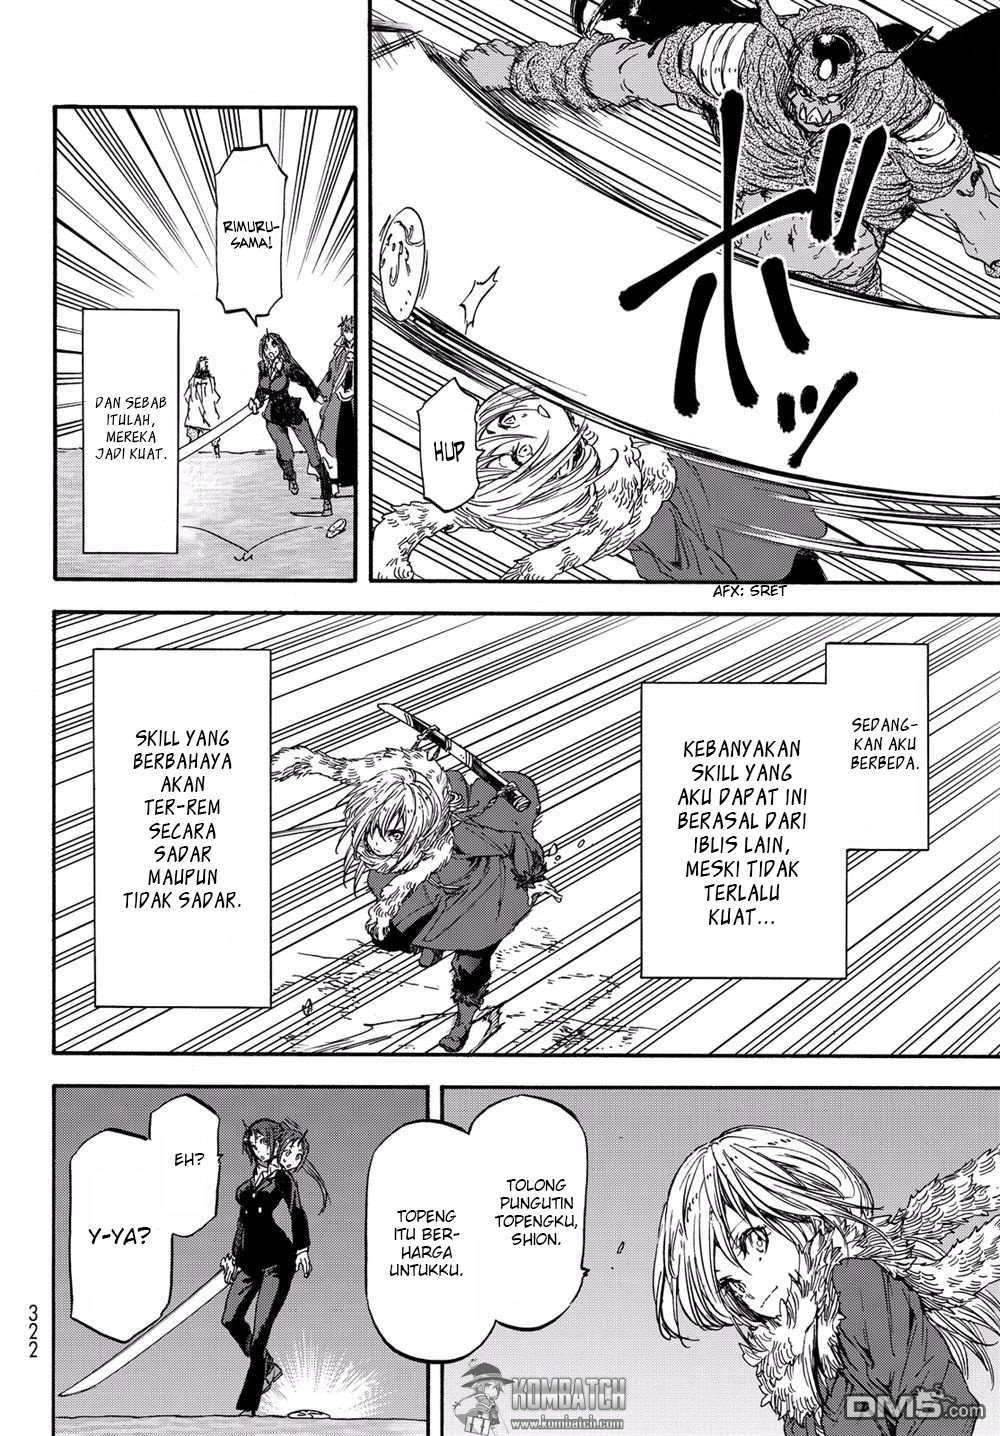 ボッ
HUP
AFX: SRET
RIMURU-
SAMA!
DAN SEBAB
ITULAH,
MEREKA
JADI KUAT.
SEDANG-
KAN AKU
BERBEDA.
KEBANYAKAN
SKILL YANG
AKU DAPAT INI
BERASAL DARI
IBLIS LAIN,
MESKI TIDAK
TERLALU
KUAT...
SKILL YANG
BERBAHAYA
AKAN
TER-REM
SECARA
SADAR
MAUPUN
TIDAK SADAR.
TOLONG
PUNGUTIN
TOPENGKU,
SHION.
TOPENG
ITU BER-
HARGA
UNTUKKU.
EH?
Y-YA?
322
KOMBATCH
www.kombatch.com
DM5.com